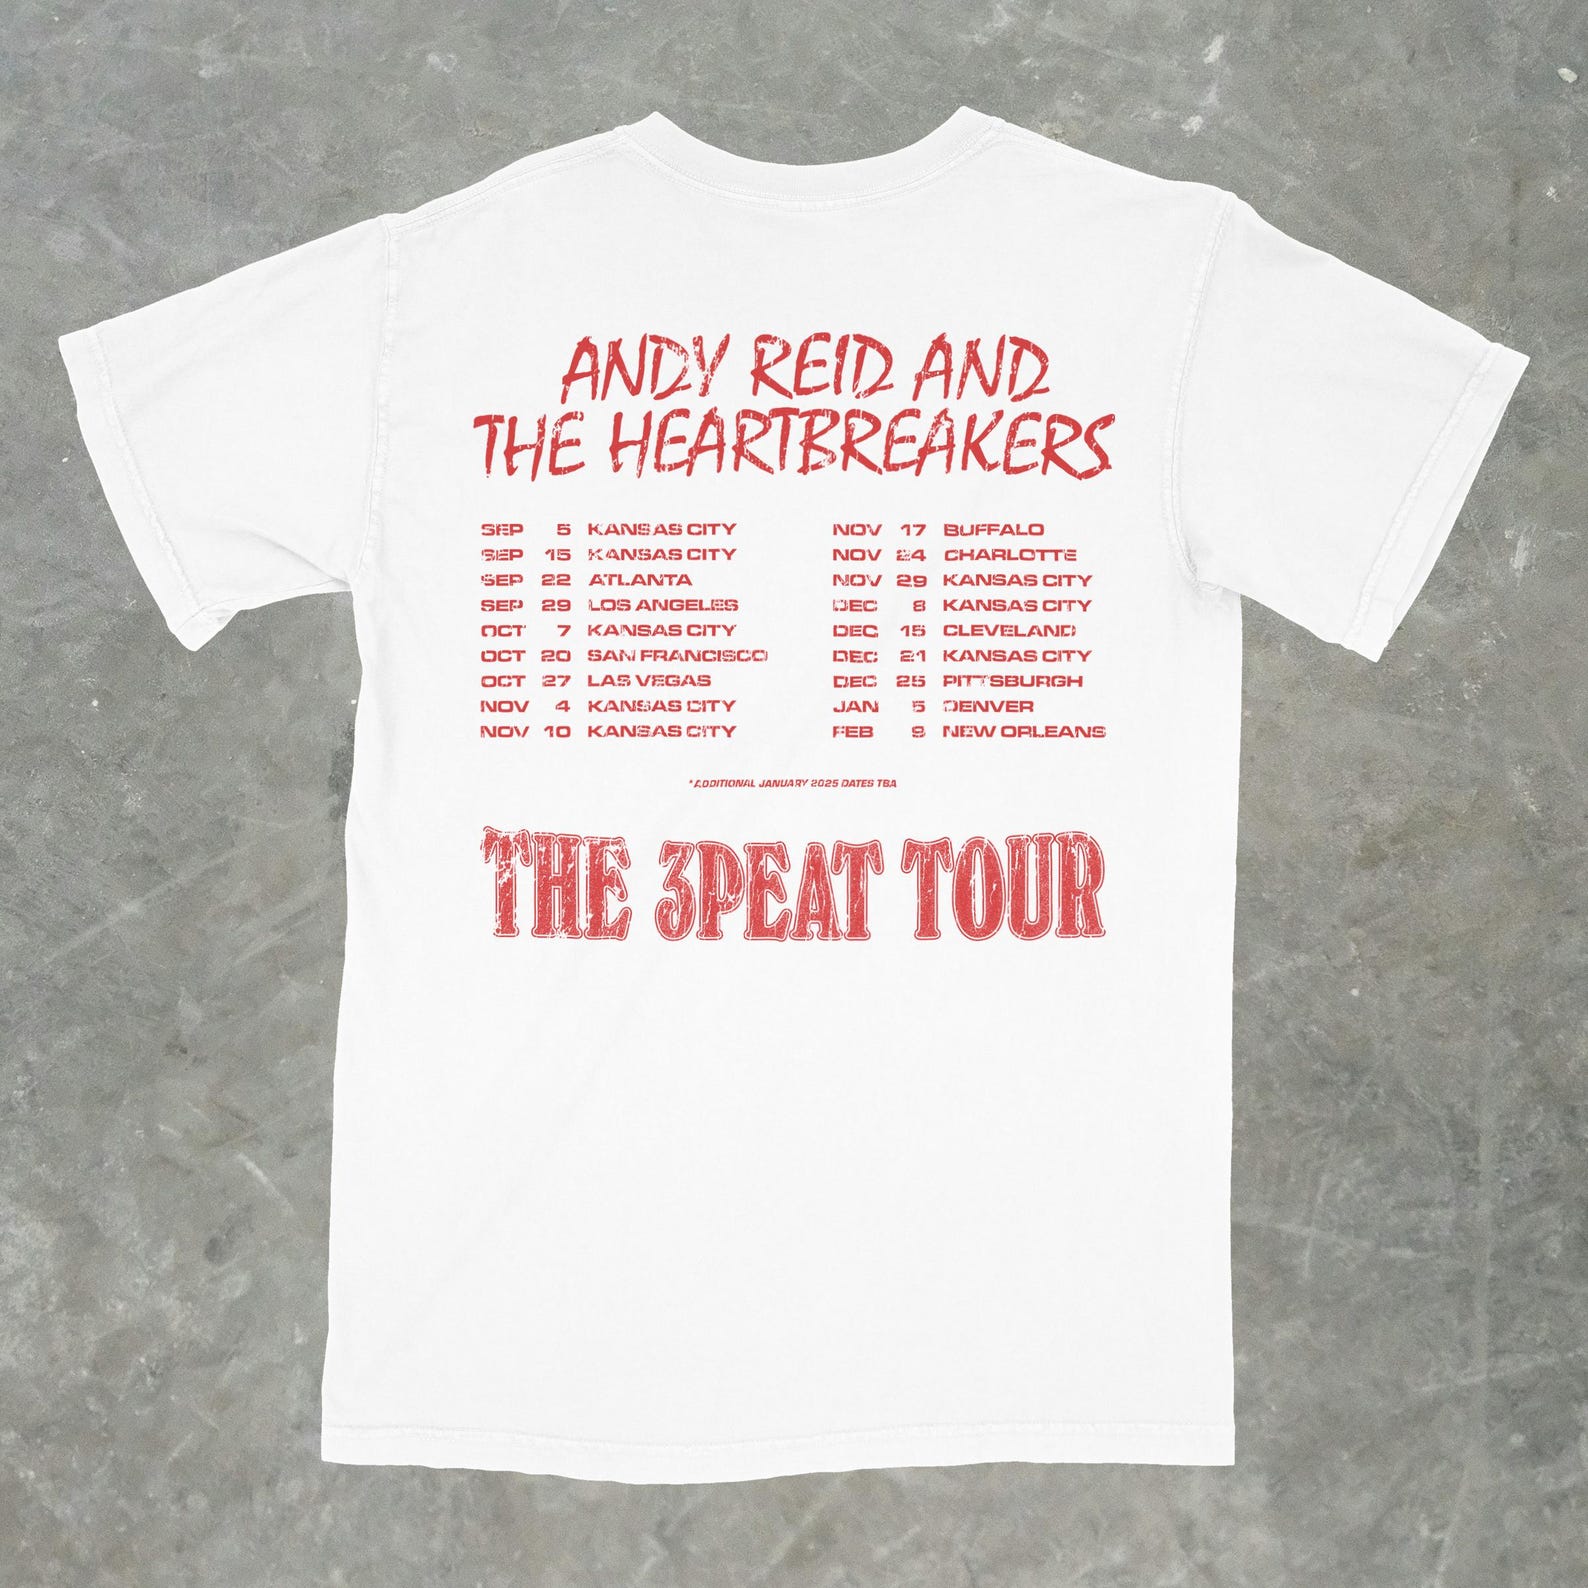 ANDY REID AND
THE HEARTBREAKERS
SEP 5 KANSAS CITY
SEP 15 KANSAS CITY
SEP 22 ATLANTA
SEP 29 LOS ANGELES
OCT 7 KANSAS CITY
OCT 20 SAN FRANCISCO
OCT 27 LAS VEGAS
NOV 4 KANSAS CITY
NOV 10 KANSAS CITY
NOV 17 BUFFALO
NOV 24 CHARLOTTE
NOV 29 KANSAS CITY
DEC 8 KANSAS CITY
DEC 15 CLEVELAND
DEC 21 KANSAS CITY
DEC 25 PITTSBURGH
JAN 5 DENVER
FEB 9 NEW ORLEANS
*ADDITIONAL JANUARY 2025 DATES TBA
THE 3PEAT TOUR